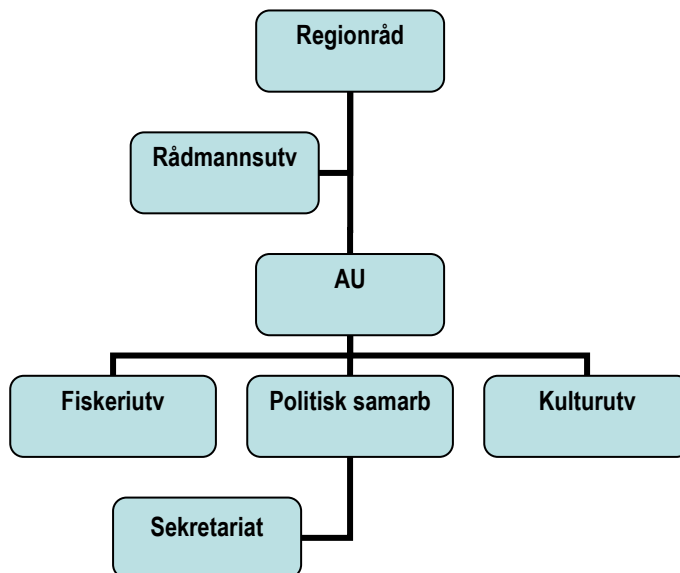 Regionråd
Rådmannsutv
AU
Fiskeriutv
Politisk samarb
Kulturutv
Sekretariat